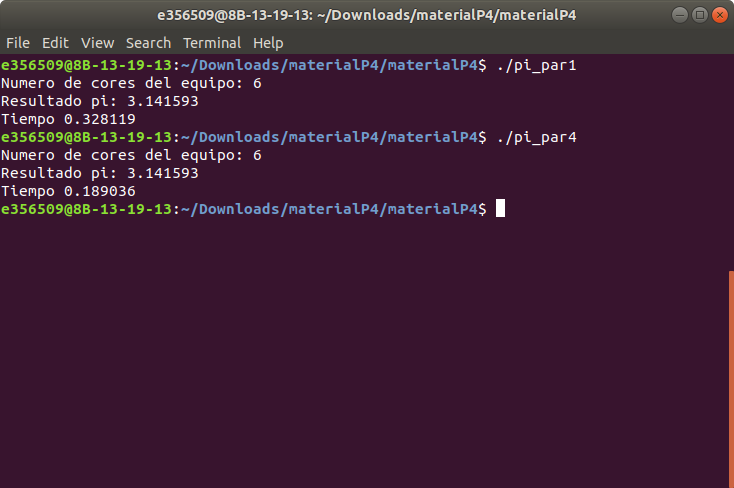 e356509@8B-13-19-13: ~/Downloads/materialP4/materialP4
File Edit View Search Terminal Help
e356509@8B-13-19-13:~/Downloads/materialP4/materialP4$ ./pi_par1
Numero de cores del equipo: 6
Resultado pi: 3.141593
Tiempo 0.328119
e356509@8B-13-19-13:~/Downloads/materialP4/materialP4$ ./pi_par4
Numero de cores del equipo: 6
Resultado pi: 3.141593
Tiempo 0.189036
e356509@8B-13-19-13:~/Downloads/materialP4/materialP4$